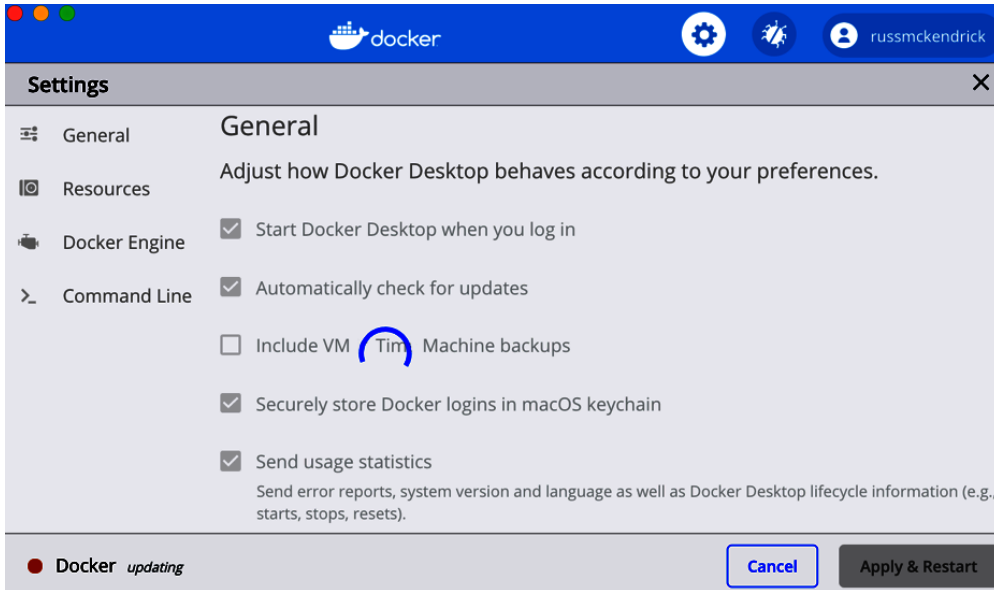 docker
russmckendrick
Settings
General
Resources
Docker Engine
Command Line
General
Adjust how Docker Desktop behaves according to your preferences.
Start Docker Desktop when you log in
Automatically check for updates
Include VM Tim Machine backups
Securely store Docker logins in macOS keychain
Send usage statistics
Send error reports, system version and language as well as Docker Desktop lifecycle information (e.g.,
starts, stops, resets).
Docker updating
Cancel
Apply & Restart